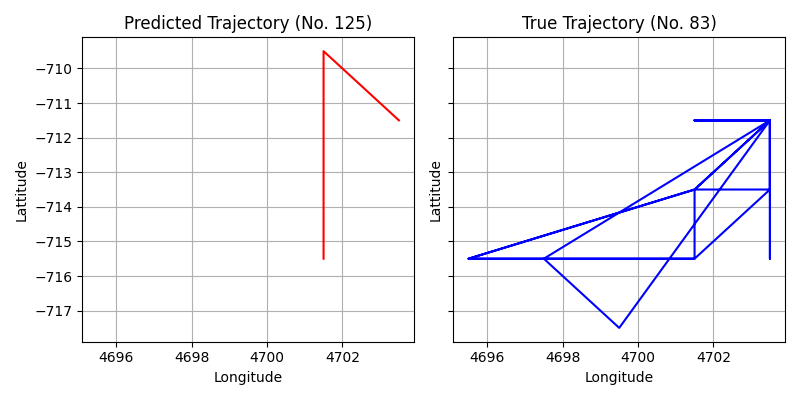 Predicted Trajectory (No. 125)
True Trajectory (No. 83)
−710
−711
−712
−713
−714
−715
−716
−717
Lattitude
Lattitude
4696 4698 4700 4702
4696 4698 4700 4702
Longitude
Longitude